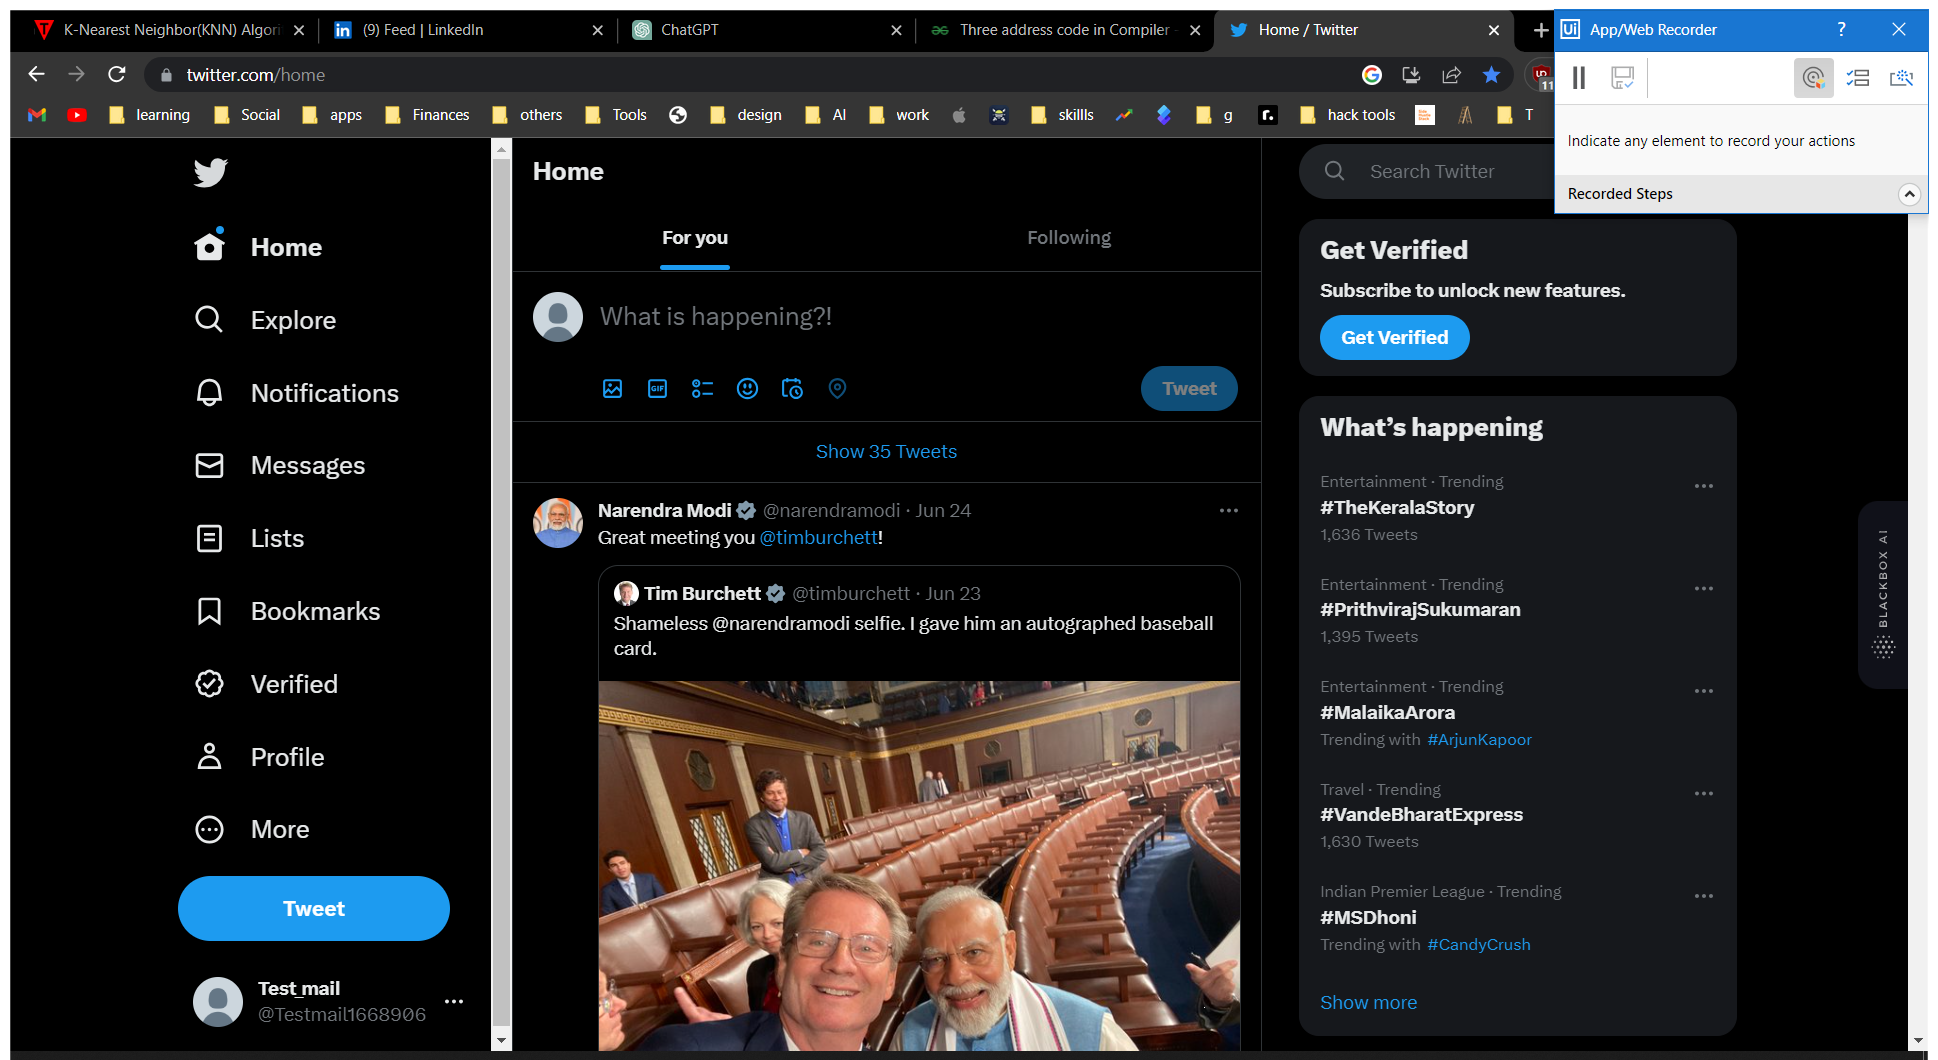 K-Nearest Neighbor(KNN) Algori
(9) Feed | LinkedIn
ChatGPT
Three address code in Compiler
Home / Twitter
App/Web Recorder
?
twitter.com/home
11
learning
Social
apps
Finances
others
Tools
design
AI
work
skillls
g
r.
hack tools
T
Indicate any element to record your actions
Recorded Steps
Home
Explore
Notifications
Messages
Lists
Bookmarks
Verified
Profile
More
Tweet
Test_mail
@Testmail1668906
Home
For you
Following
What is happening?!
GIF
Tweet
Show 35 Tweets
Narendra Modi @narendramodi · Jun 24
Great meeting you @timburchett!
Tim Burchett @timburchett · Jun 23
Shameless @narendramodi selfie. I gave him an autographed baseball
card.
Search Twitter
Get Verified
Subscribe to unlock new features.
Get Verified
What's happening
Entertainment · Trending
#TheKeralaStory
1,636 Tweets
Entertainment · Trending
#PrithvirajSukumaran
1,395 Tweets
Entertainment · Trending
#MalaikaArora
Trending with #ArjunKapoor
Travel · Trending
#VandeBharatExpress
1,630 Tweets
Indian Premier League · Trending
#MSDhoni
Trending with #CandyCrush
Show more
BLACKBOX AI